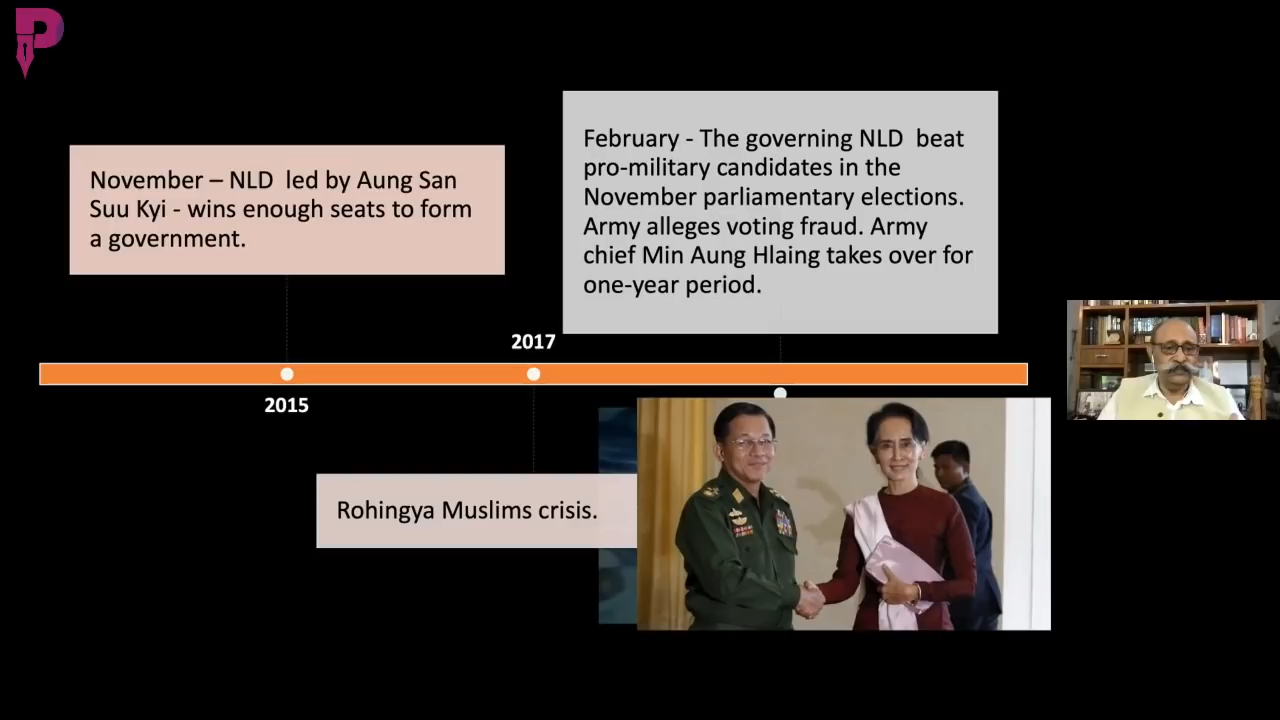 November – NLD led by Aung San
Suu Kyi - wins enough seats to form
a government.
February - The governing NLD beat
pro-military candidates in the
November parliamentary elections.
Army alleges voting fraud. Army
chief Min Aung Hlaing takes over for
one-year period.
2017
2015
Rohingya Muslims crisis.